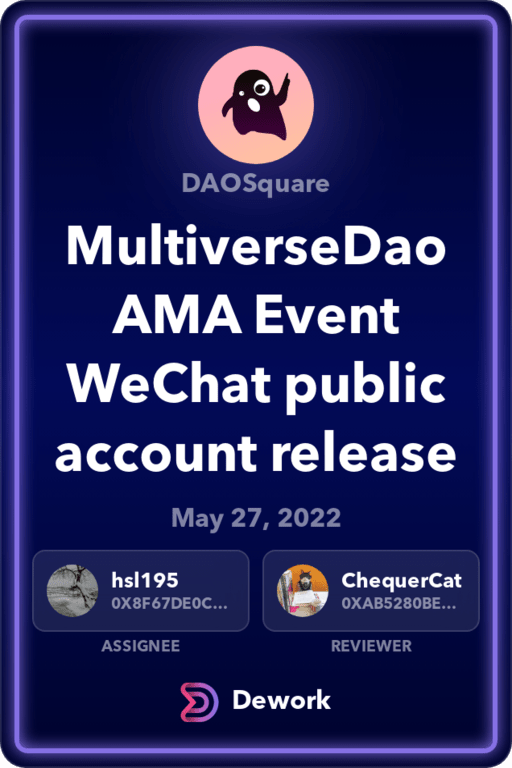 DAOSquare
MultiverseDao
AMA Event
WeChat public
account release
May 27, 2022
hsl195
0X8F67DE0C...
ASSIGNEE
ChequerCat
0XAB5280BE...
REVIEWER
Dework